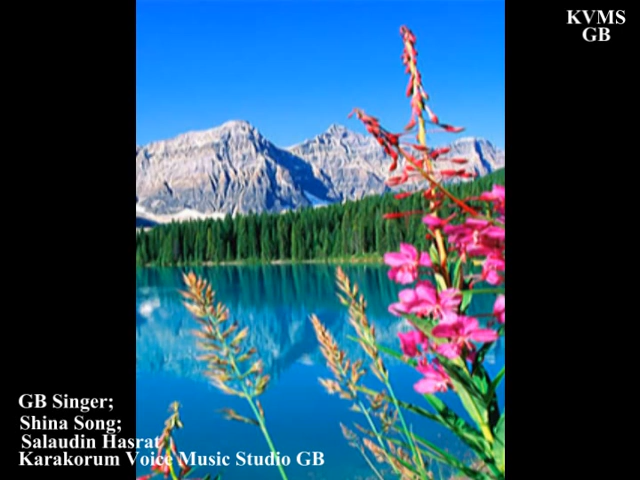 KVMS
GB
GB Singer;
Shina Song;
Salaudin Hasrat
Karakorum Voice Music Studio GB